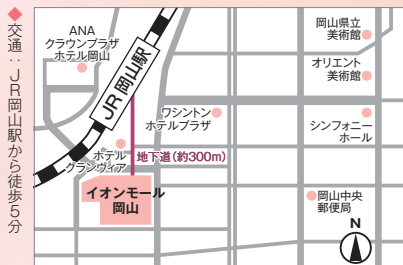 ◆交通：JR岡山駅から徒歩5分
ANA
クラウンプラザ
ホテル岡山
JR岡山駅
岡山県立
美術館
オリエント
美術館
ワシントン
ホテルプラザ
シンフォニー
ホール
ホテル
グランヴィア
地下道(約300m)
イオンモール
岡山
岡山中央
郵便局
N